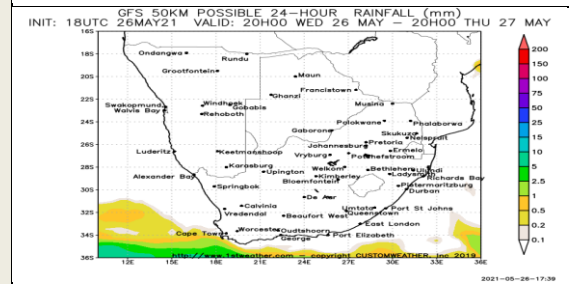 GFS 50KM POSSIBLE 24-HOUR RAINFALL (mm)
INIT: 18UTC 26MAY21 VALID: 20H00 WED 26 MAY - 20H00 THU 27 MAY
16S
18S
20S
22S
24S
26S
28S
30S
32S
34S
36S
Ondangwa
Rundu
Grootfontein
Maun
Francistown
Ghanzi
Musina
Swakopmund
Windhoek
Gobabis
Walvis Bay
Rehoboth
Polokwane
Phalaborwa
Gaborone
Skukuza
Nelspruit
Pretoria
Johannesburg
Ermelo
Luderitz
Keetmanshoop
Vryburg
Potchefstroom
Karasburg
Upington
Welkom
Bethlehem
Ulundi
Ladysmith
Alexander Bay
Kimberley
Richards Bay
Bloemfontein
Springbok
Pietermaritzburg
Durban
De Aar
Calvinia
Umtata
Port St Johns
Vredendal
Queenstown
Beaufort West
East London
Cape Town
Worcester
Oudtshoorn
George
Port Elizabeth
http://www.1stweather.com - copyright CUSTOMWEATHER, Inc 2019
12E 15E 18E 21E 24E 27E 30E 33E 36E
200
150
100
75
50
25
15
10
5
2.5
1
0.5
0.2
0.1
2021-05-26-17:39